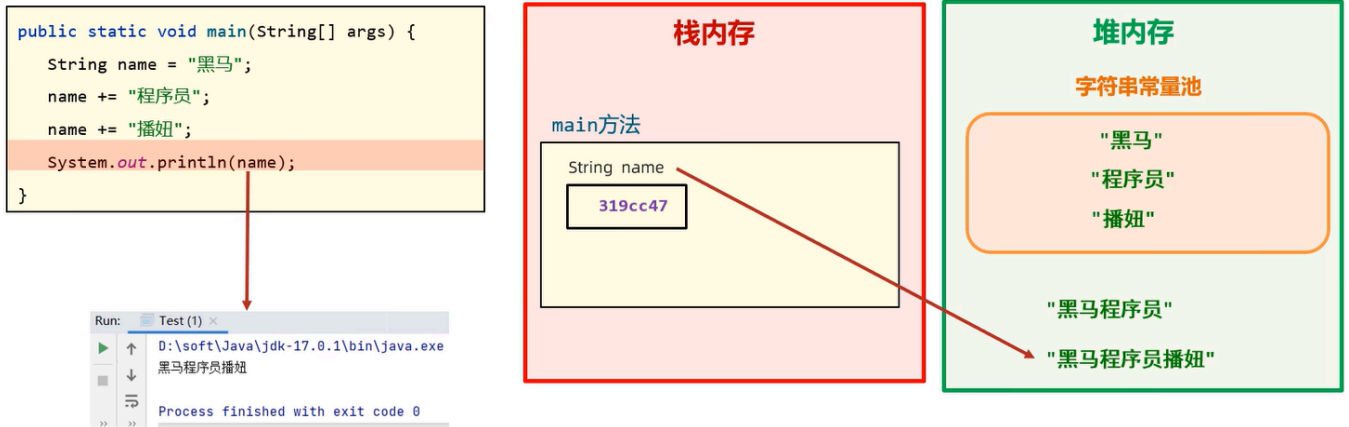 public static void main(String[] args) {
String name = "黑马";
name += "程序员";
name += "播妞";
System.out.println(name);
}
Run: Test (1)
D:\soft\Java\jdk-17.0.1\bin\java.exe
黑马程序员播妞
Process finished with exit code 0
栈内存
main方法
String name
319cc47
堆内存
字符串常量池
"黑马"
"程序员"
"播妞"
"黑马程序员"
"黑马程序员播妞"